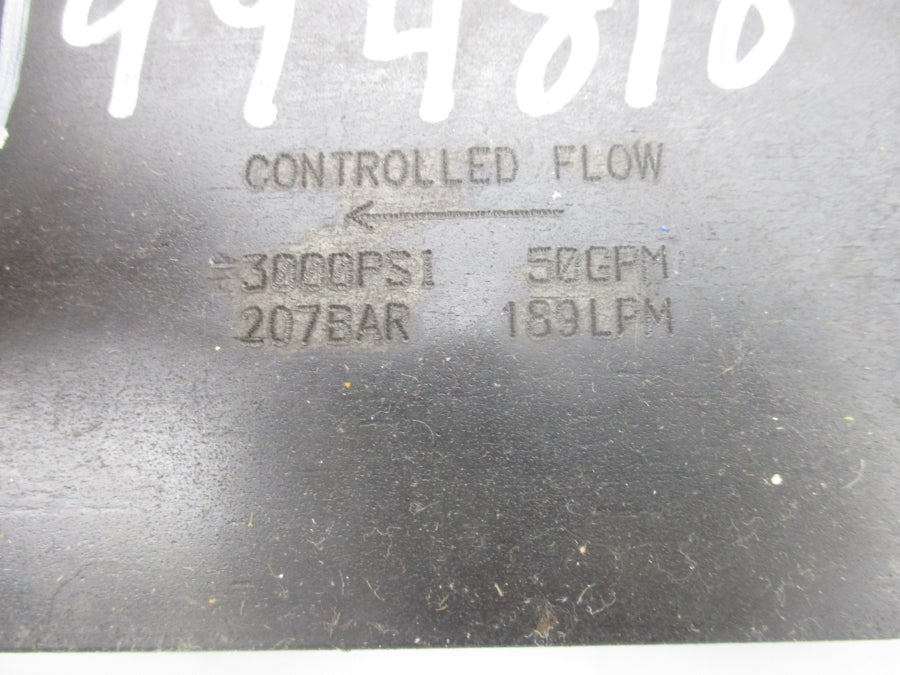 994810
CONTROLLED FLOW
3000PSI 50GPM
207BAR 189LPM